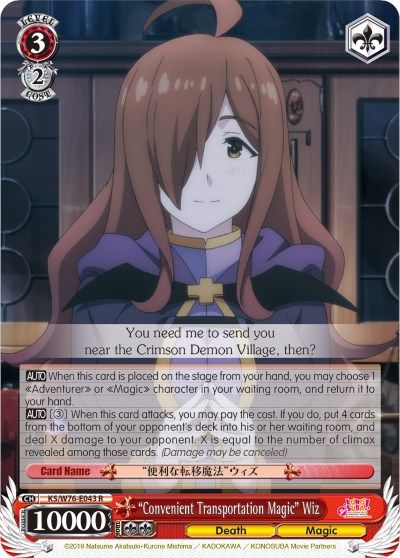 LEVEL
3
2
COST
You need me to send you
near the Crimson Demon Village, then?
AUTO When this card is placed on the stage from your hand, you may choose 1
«Adventurer» or «Magic» character in your waiting room, and return it to
your hand.
AUTO [③] When this card attacks, you may pay the cost. If you do, put 4 cards
from the bottom of your opponent's deck into his or her waiting room, and
deal X damage to your opponent. X is equal to the number of climax
revealed among those cards. (Damage may be canceled)
Card Name "便利な転移魔法"ウィズ
CH KS/W76-E043 R
"Convenient Transportation Magic" Wiz
POWER 10000 SOUL
Death Magic
©2019 Natsume Akatsuki・Kurone Mishima / KADOKAWA / KONOSUBA Movie Partners